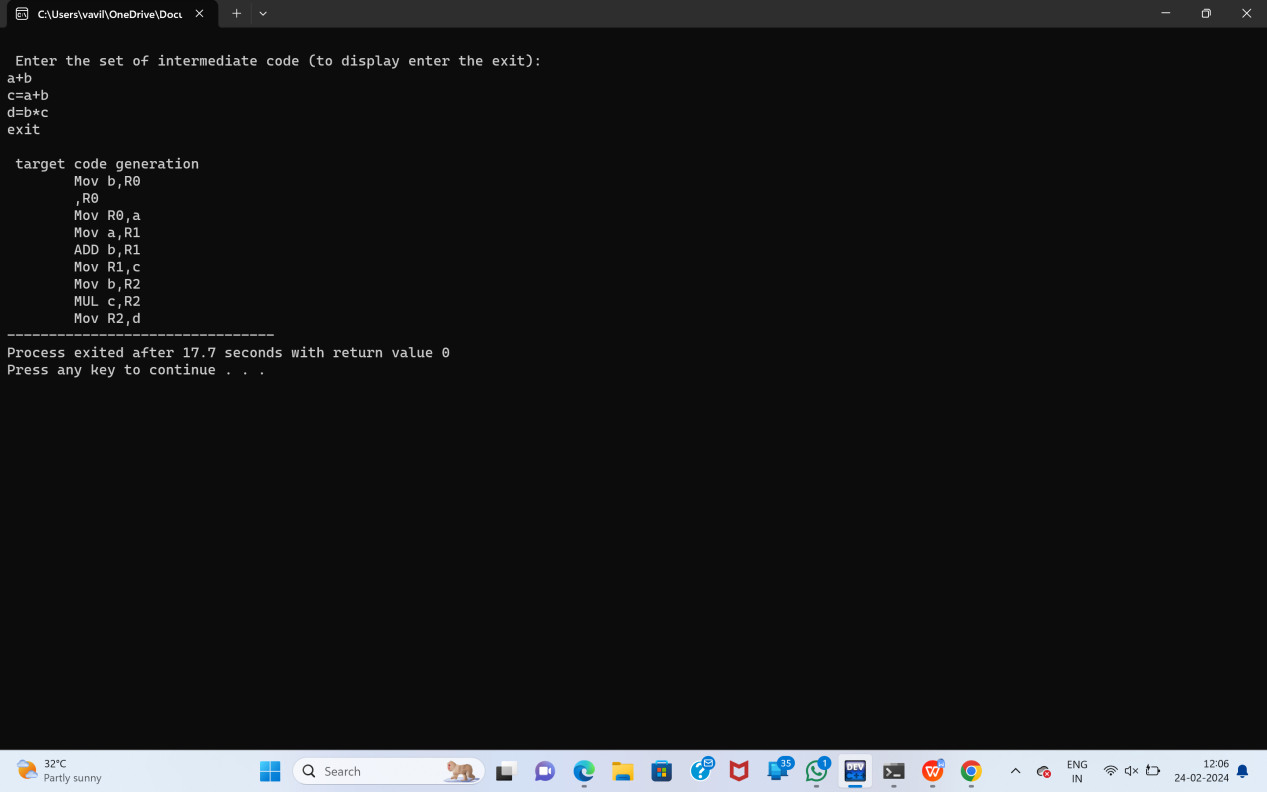 C:\Users\vavil\OneDrive\Docu
Enter the set of intermediate code (to display enter the exit):
a+b
c=a+b
d=b*c
exit
target code generation
Mov b,R0
,R0
Mov R0,a
Mov a,R1
ADD b,R1
Mov R1,c
Mov b,R2
MUL c,R2
Mov R2,d
--------------------------------
Process exited after 17.7 seconds with return value 0
Press any key to continue . . .
32°C
Partly sunny
Search
35
1
DEV
ENG
IN
12:06
24-02-2024